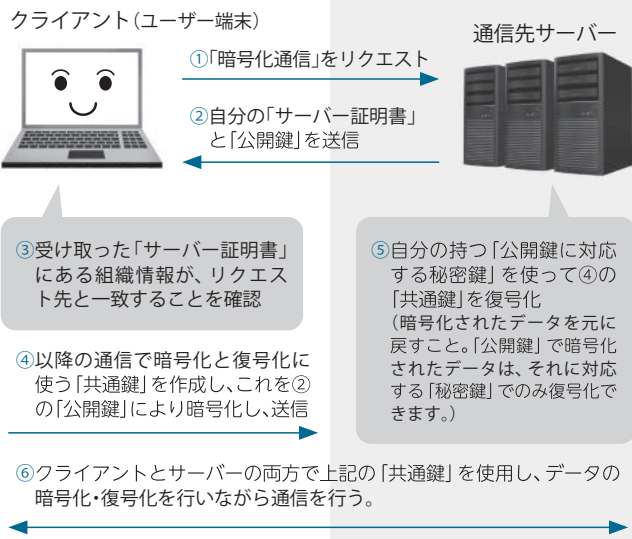 クライアント（ユーザー端末）
通信先サーバー
①「暗号化通信」をリクエスト
②自分の「サーバー証明書」
と「公開鍵」を送信
③受け取った「サーバー証明書」
にある組織情報が、リクエス
ト先と一致することを確認
④以降の通信で暗号化と復号化に
使う「共通鍵」を作成し、これを②
の「公開鍵」により暗号化し、送信
⑤自分の持つ「公開鍵に対応
する秘密鍵」を使って④の
「共通鍵」を復号化
（暗号化されたデータを元に
戻すこと。「公開鍵」で暗号化
されたデータは、それに対応
する「秘密鍵」でのみ復号化で
きます。）
⑥クライアントとサーバーの両方で上記の「共通鍵」を使用し、データの
暗号化・復号化を行いながら通信を行う。